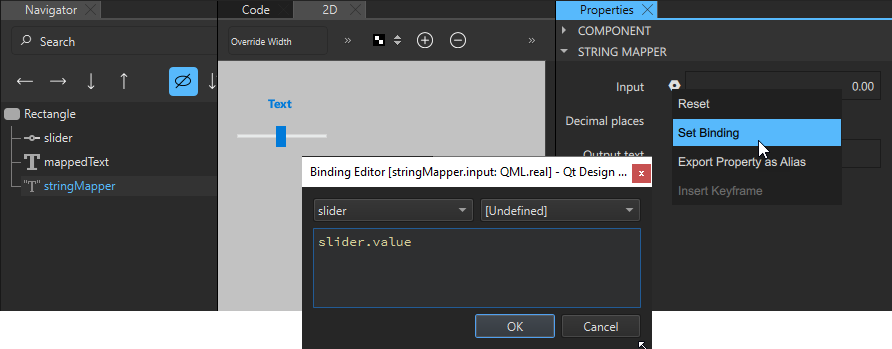 Navigator
Search
Rectangle
slider
mappedText
"T" stringMapper
Code
2D
Override Width
»
»
Text
Properties
COMPONENT
STRING MAPPER
Input
0.00
Decimal places
Output text
Reset
Set Binding
Export Property as Alias
Insert Keyframe
Binding Editor [stringMapper.input: QML.real] - Qt Design ...
slider
[Undefined]
slider.value
OK
Cancel